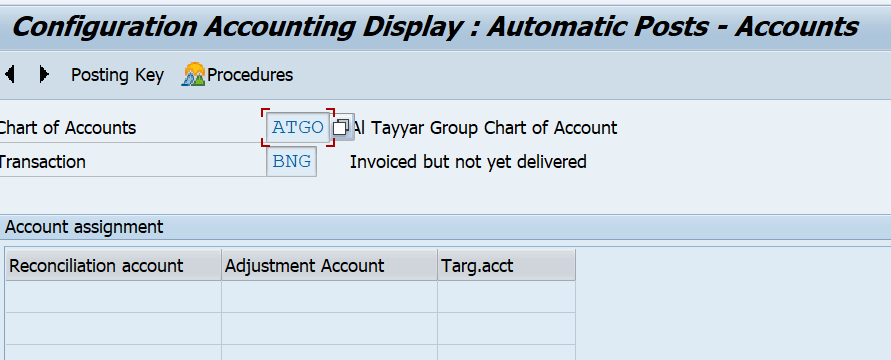 Configuration Accounting Display : Automatic Posts - Accounts
Posting Key Procedures
Chart of Accounts ATGO Al Tayyar Group Chart of Account
Transaction BNG Invoiced but not yet delivered
Account assignment
Reconciliation account Adjustment Account Targ.acct